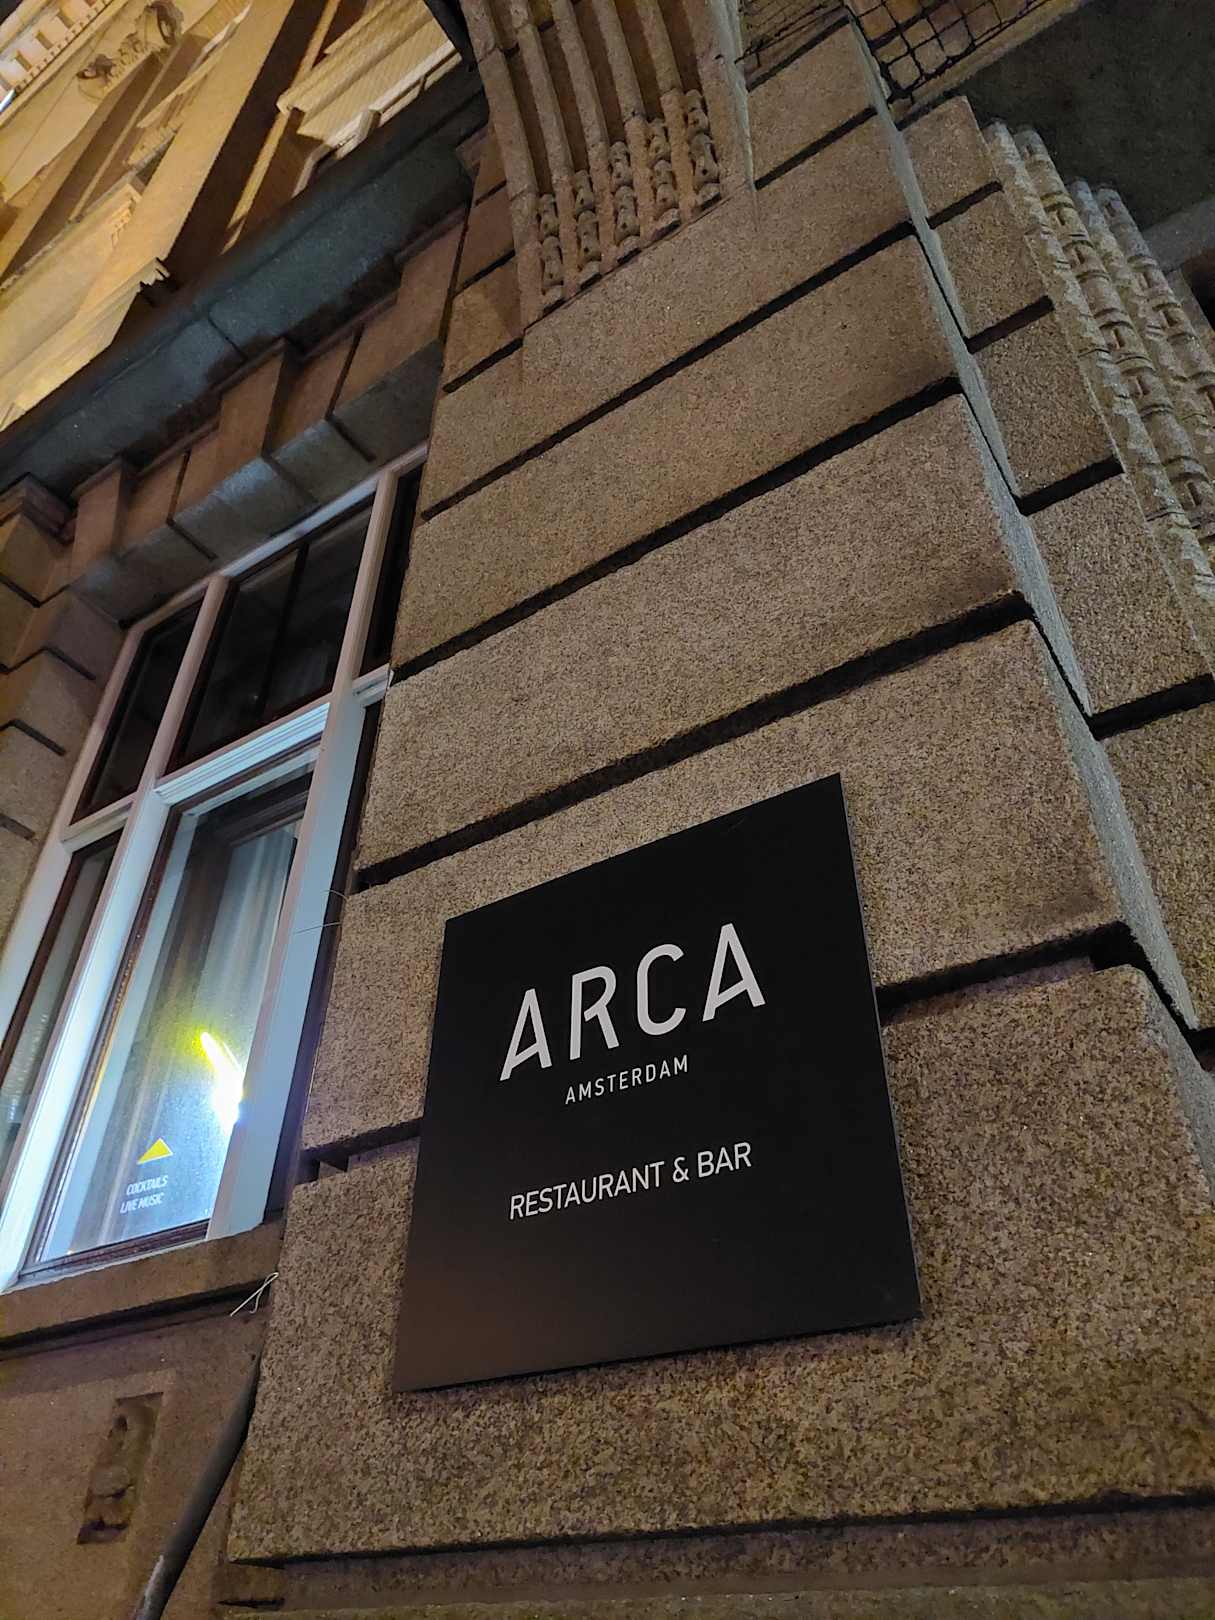 ARCA
AMSTERDAM
RESTAURANT & BAR
COCKTAILS
LIVE MUSIC